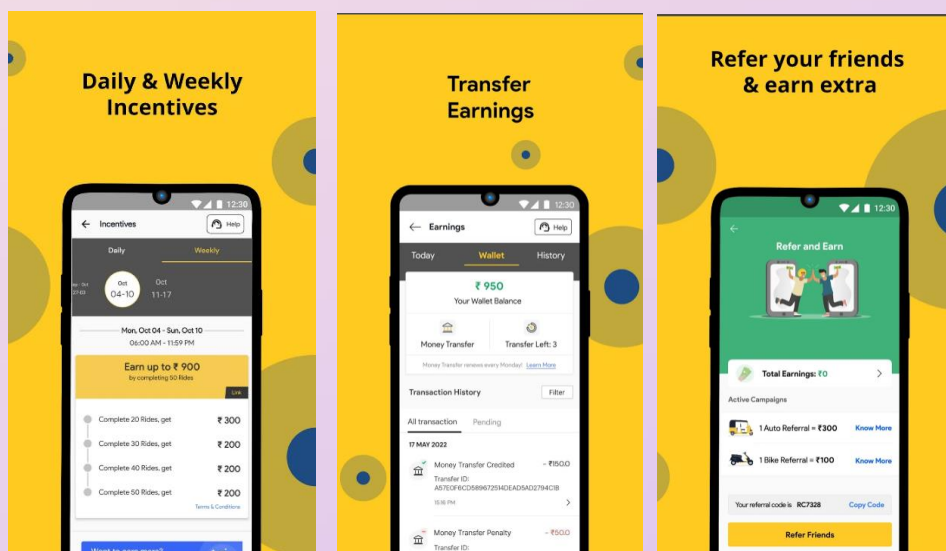 Daily & Weekly
Incentives
12:30
← Incentives
Help
Daily
Weekly
Oct
04-10
Oct
11-17
Mon, Oct 04 - Sun, Oct 10
06:00 AM - 11:59 PM
Earn up to ₹ 900
by completing 50 Rides
Link
Complete 20 Rides, get ₹ 300
Complete 30 Rides, get ₹ 200
Complete 40 Rides, get ₹ 200
Complete 50 Rides, get ₹ 200
Terms & Conditions
Want to earn more?
Transfer
Earnings
12:30
← Earnings
Help
Today Wallet History
₹ 950
Your Wallet Balance
Money Transfer
Transfer Left: 3
Money Transfer renews every Monday! Learn More
Transaction History
Filter
All transaction Pending
17 MAY 2022
Money Transfer Credited
Transfer ID:
15:18 PM
Money Transfer Penalty
Transfer ID:
Refer your friends
& earn extra
12:30
Refer and Earn
Total Earnings: ₹0
Active Campaigns
1 Auto Referral = ₹300 Know More
1 Bike Referral = ₹100 Know More
Your referral code is RC7328 Copy Code
Refer Friends